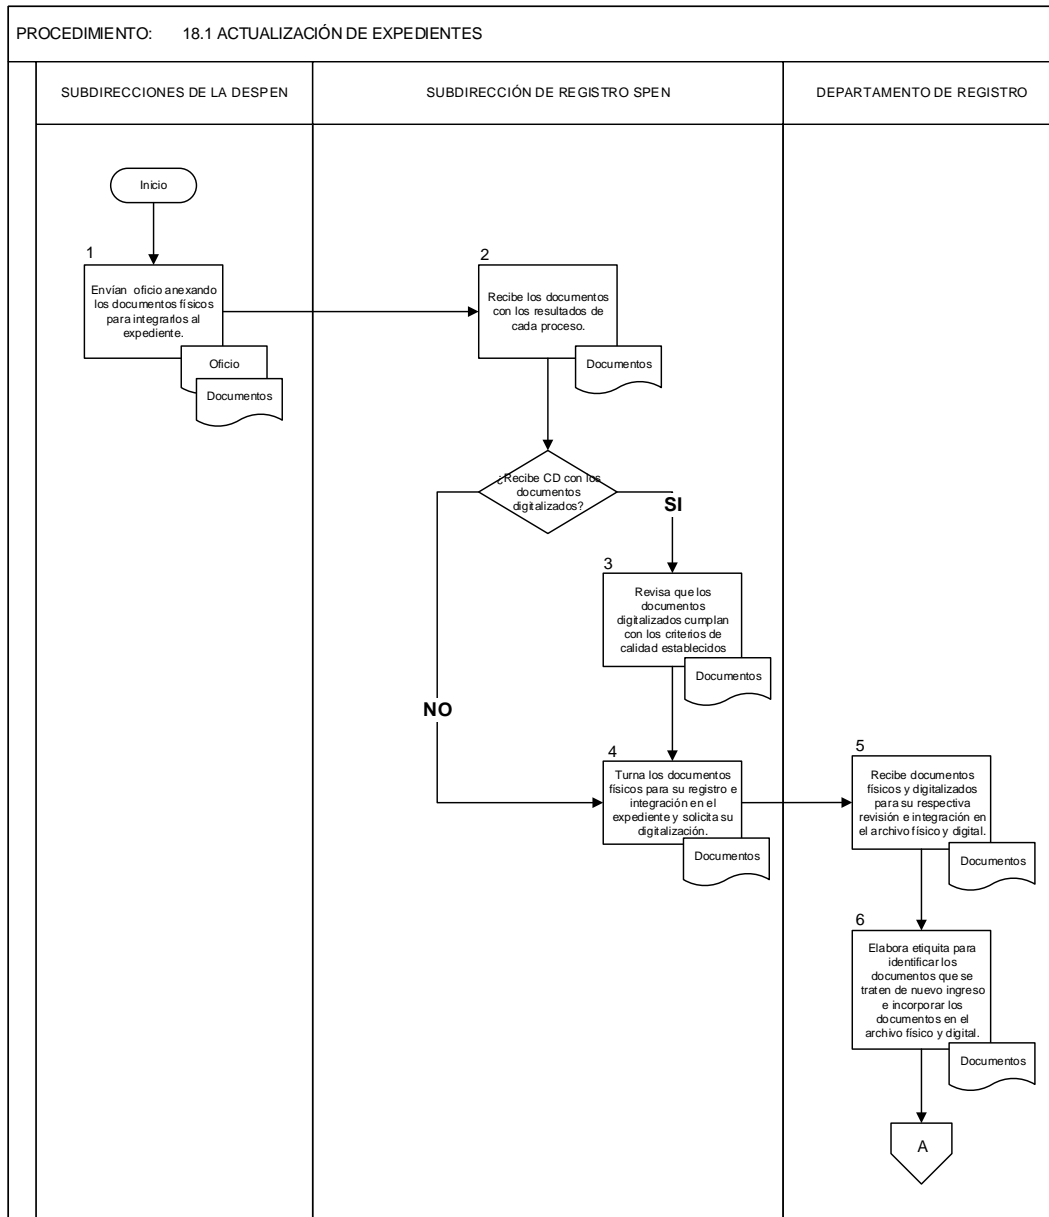 PROCEDIMIENTO: 18.1 ACTUALIZACIÓN DE EXPEDIENTES
SUBDIRECCIONES DE LA DESPEN
SUBDIRECCIÓN DE REGISTRO SPEN
DEPARTAMENTO DE REGISTRO
Inicio
1
Envían oficio anexando
los documentos físicos
para integrarlos al
expediente.
Oficio
Documentos
2
Recibe los documentos
con los resultados de
cada proceso.
Documentos
¿Recibe CD con los
documentos
digitalizados?
SI
NO
3
Revisa que los
documentos
digitalizados cumplan
con los criterios de
calidad establecidos
Documentos
4
Turna los documentos
físicos para su registro e
integración en el
expediente y solicita su
digitalización.
Documentos
5
Recibe documentos
físicos y digitalizados
para su respectiva
revisión e integración en
el archivo físico y digital.
Documentos
6
Elabora etiquita para
identificar los
documentos que se
traten de nuevo ingreso
e incorporar los
documentos en el
archivo físico y digital.
Documentos
A